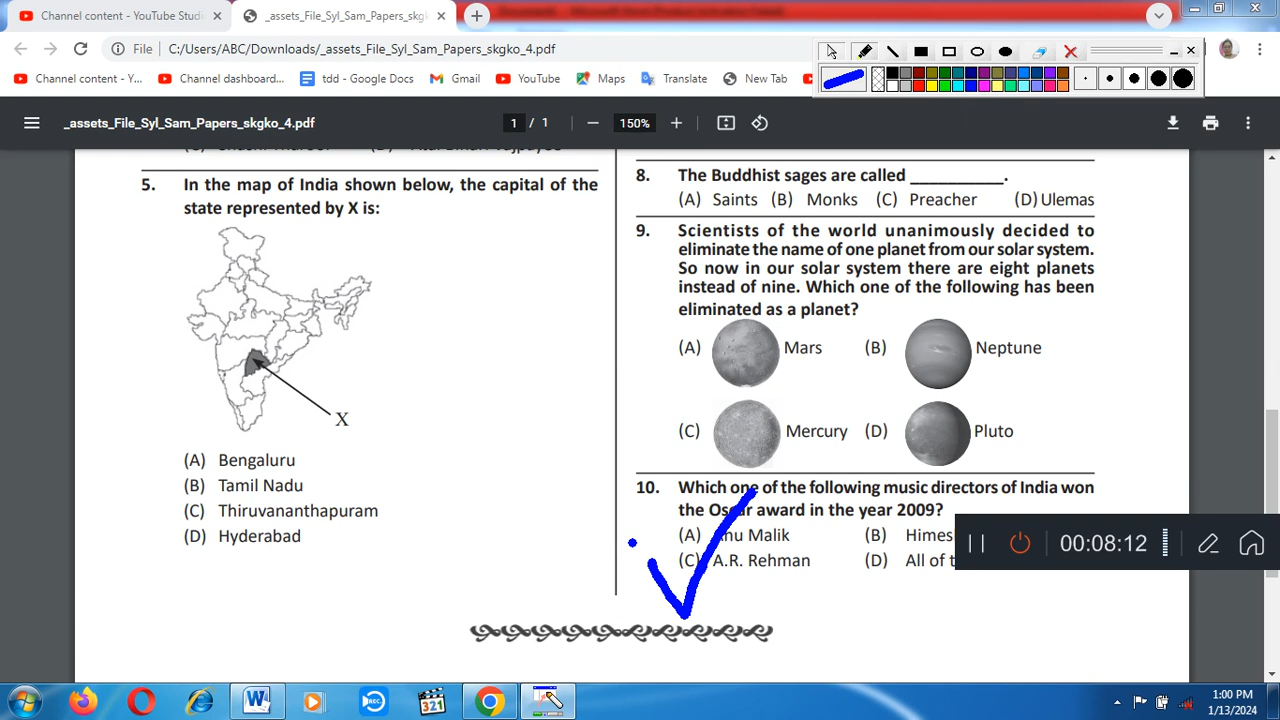 Content - YouTube Studi
_assets_File_Syl_Sam_Papers_skgko
File
C:/Users/ABC/Downloads/_assets_File_Syl_Sam_Papers_skgko_4.pdf
Channel content - Y...
Channel dashboard...
bbd - Google Docs
Gmail
YouTube
Maps
Translate
New Tab
_assets_File_Syl_Sam_Papers_skgko_4.pdf
1 / 1
150%
5. In the map of India shown below, the capital of the
state represented by X is:
X
(A) Bengaluru
(B) Tamil Nadu
(C) Thiruvananthapuram
(D) Hyderabad
8. The Buddhist sages are called __________.
(A) Saints (B) Monks (C) Preacher (D) Ulemas
9. Scientists of the world unanimously decided to
eliminate the name of one planet from our solar system.
So now in our solar system there are eight planets
instead of nine. Which one of the following has been
eliminated as a planet?
(A) Mars (B) Neptune
(C) Mercury (D) Pluto
10. Which one of the following music directors of India won
the Oscar award in the year 2009?
(A) Anu Malik (B) Himes
(C) A.R. Rehman (D) All of t
00:08:12
REC
321
1:00 PM
1/13/2024